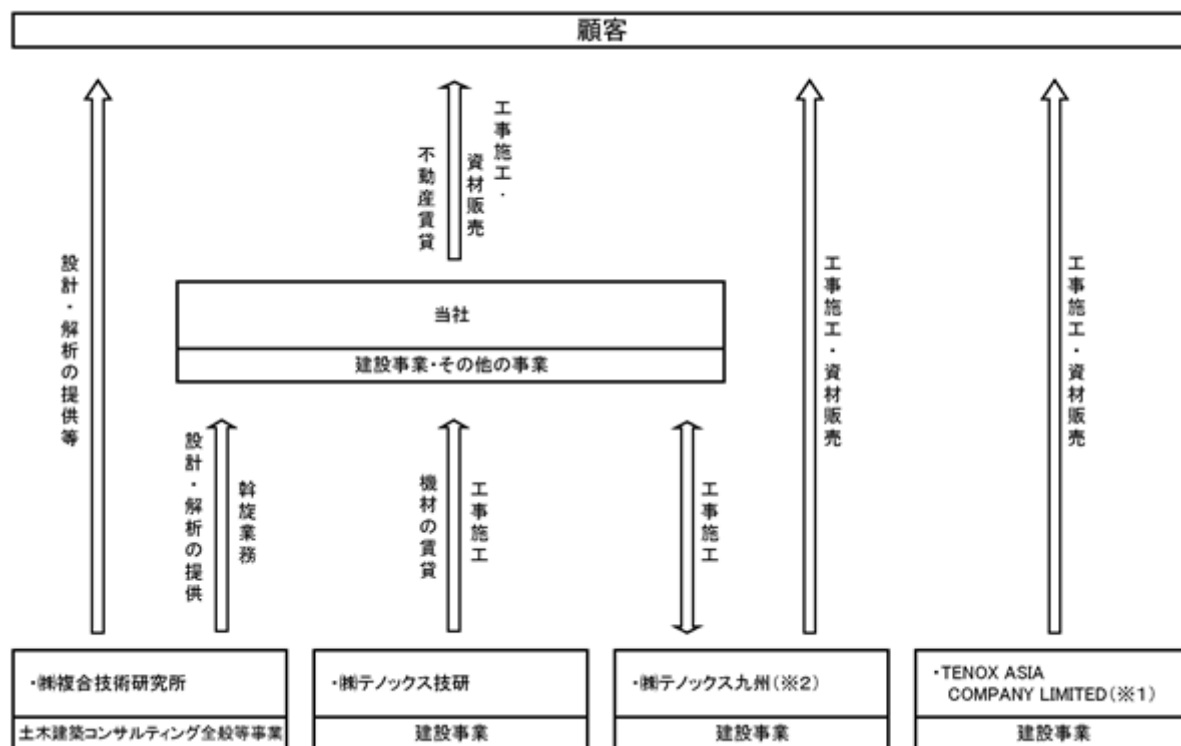 顧客
設計・解析の提供等
工事施工・
資材販売
不動産賃貸
工事施工・資材販売
工事施工・資材販売
当社
建設事業・その他の事業
斡旋業務
設計・解析の提供
工事施工
機材の賃貸
工事施工
・㈱複合技術研究所
土木建築コンサルティング全般等事業
・㈱テノックス技研
建設事業
・㈱テノックス九州(※2)
建設事業
・TENOX ASIA
COMPANY LIMITED(※1)
建設事業